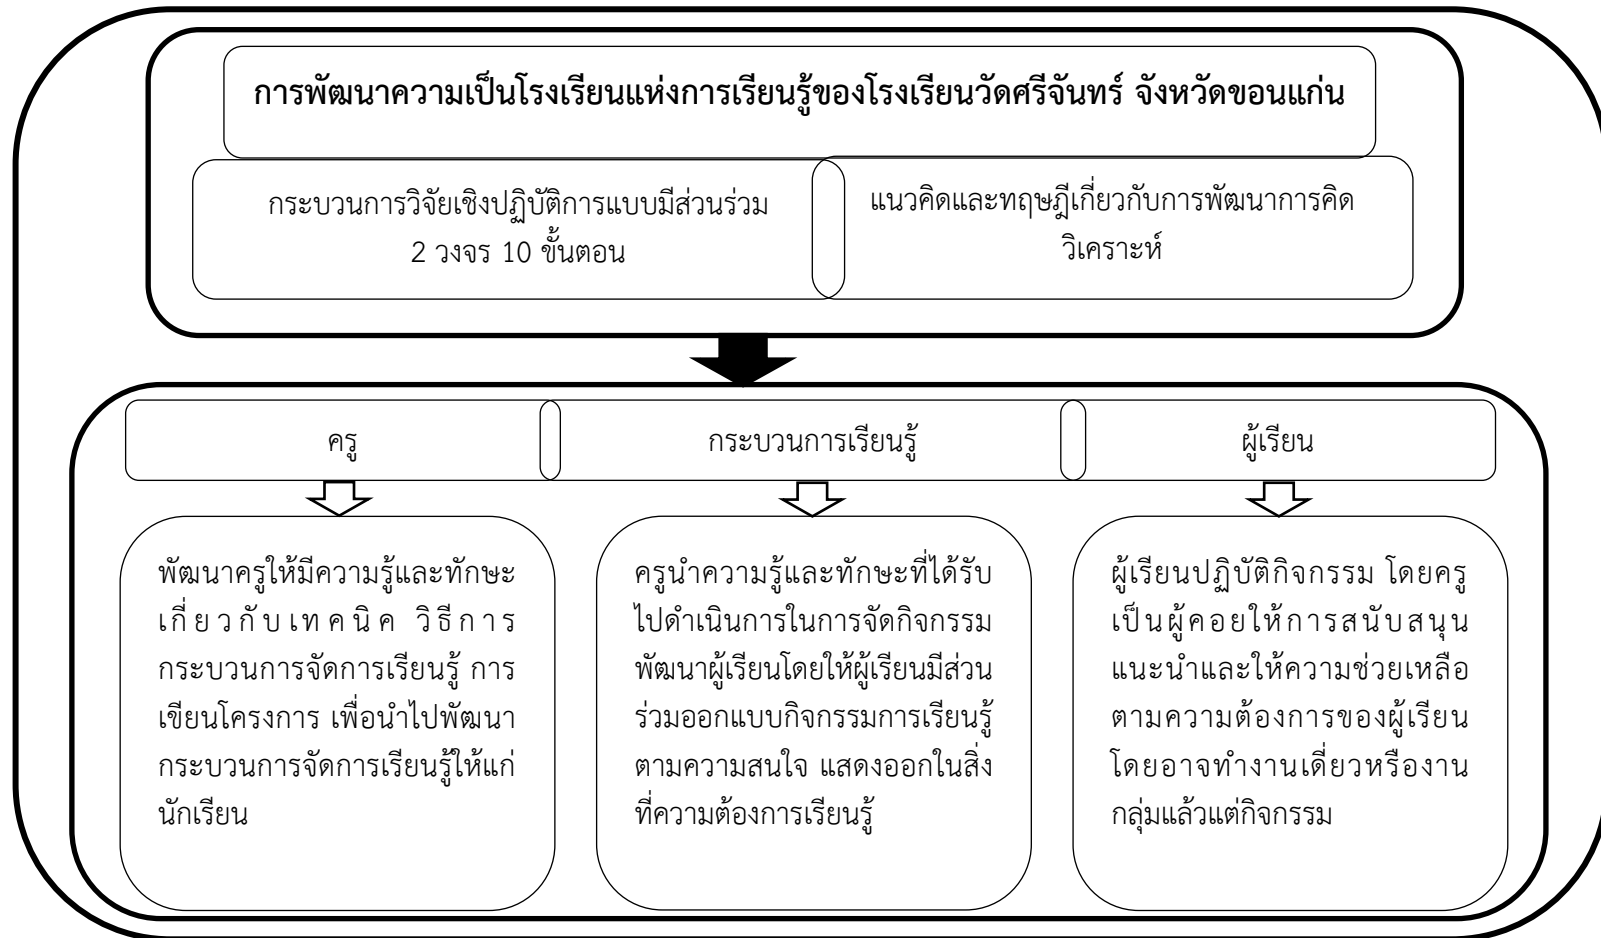 การพัฒนาความเป็นโรงเรียนแห่งการเรียนรู้ของโรงเรียนวัดศรีจันทร์ จังหวัดขอนแก่น
กระบวนการวิจัยเชิงปฏิบัติการแบบมีส่วนร่วม
2 วงจร 10 ขั้นตอน
แนวคิดและทฤษฎีเกี่ยวกับการพัฒนาการคิด
วิเคราะห์
ครู
กระบวนการเรียนรู้
ผู้เรียน
พัฒนาครูให้มีความรู้และทักษะ
เกี่ยวกับเทคนิค วิธีการ
กระบวนการจัดการเรียนรู้ การ
เขียนโครงการ เพื่อนำไปพัฒนา
กระบวนการจัดการเรียนรู้ให้แก่
นักเรียน
ครูนำความรู้และทักษะที่ได้รับ
ไปดำเนินการในการจัดกิจกรรม
พัฒนาผู้เรียนโดยให้ผู้เรียนมีส่วน
ร่วมออกแบบกิจกรรมการเรียนรู้
ตามความสนใจ แสดงออกในสิ่ง
ที่ความต้องการเรียนรู้
ผู้เรียนปฏิบัติกิจกรรม โดยครู
เป็นผู้คอยให้การสนับสนุน
แนะนำและให้ความช่วยเหลือ
ตามความต้องการของผู้เรียน
โดยอาจทำงานเดี่ยวหรืองาน
กลุ่มแล้วแต่กิจกรรม